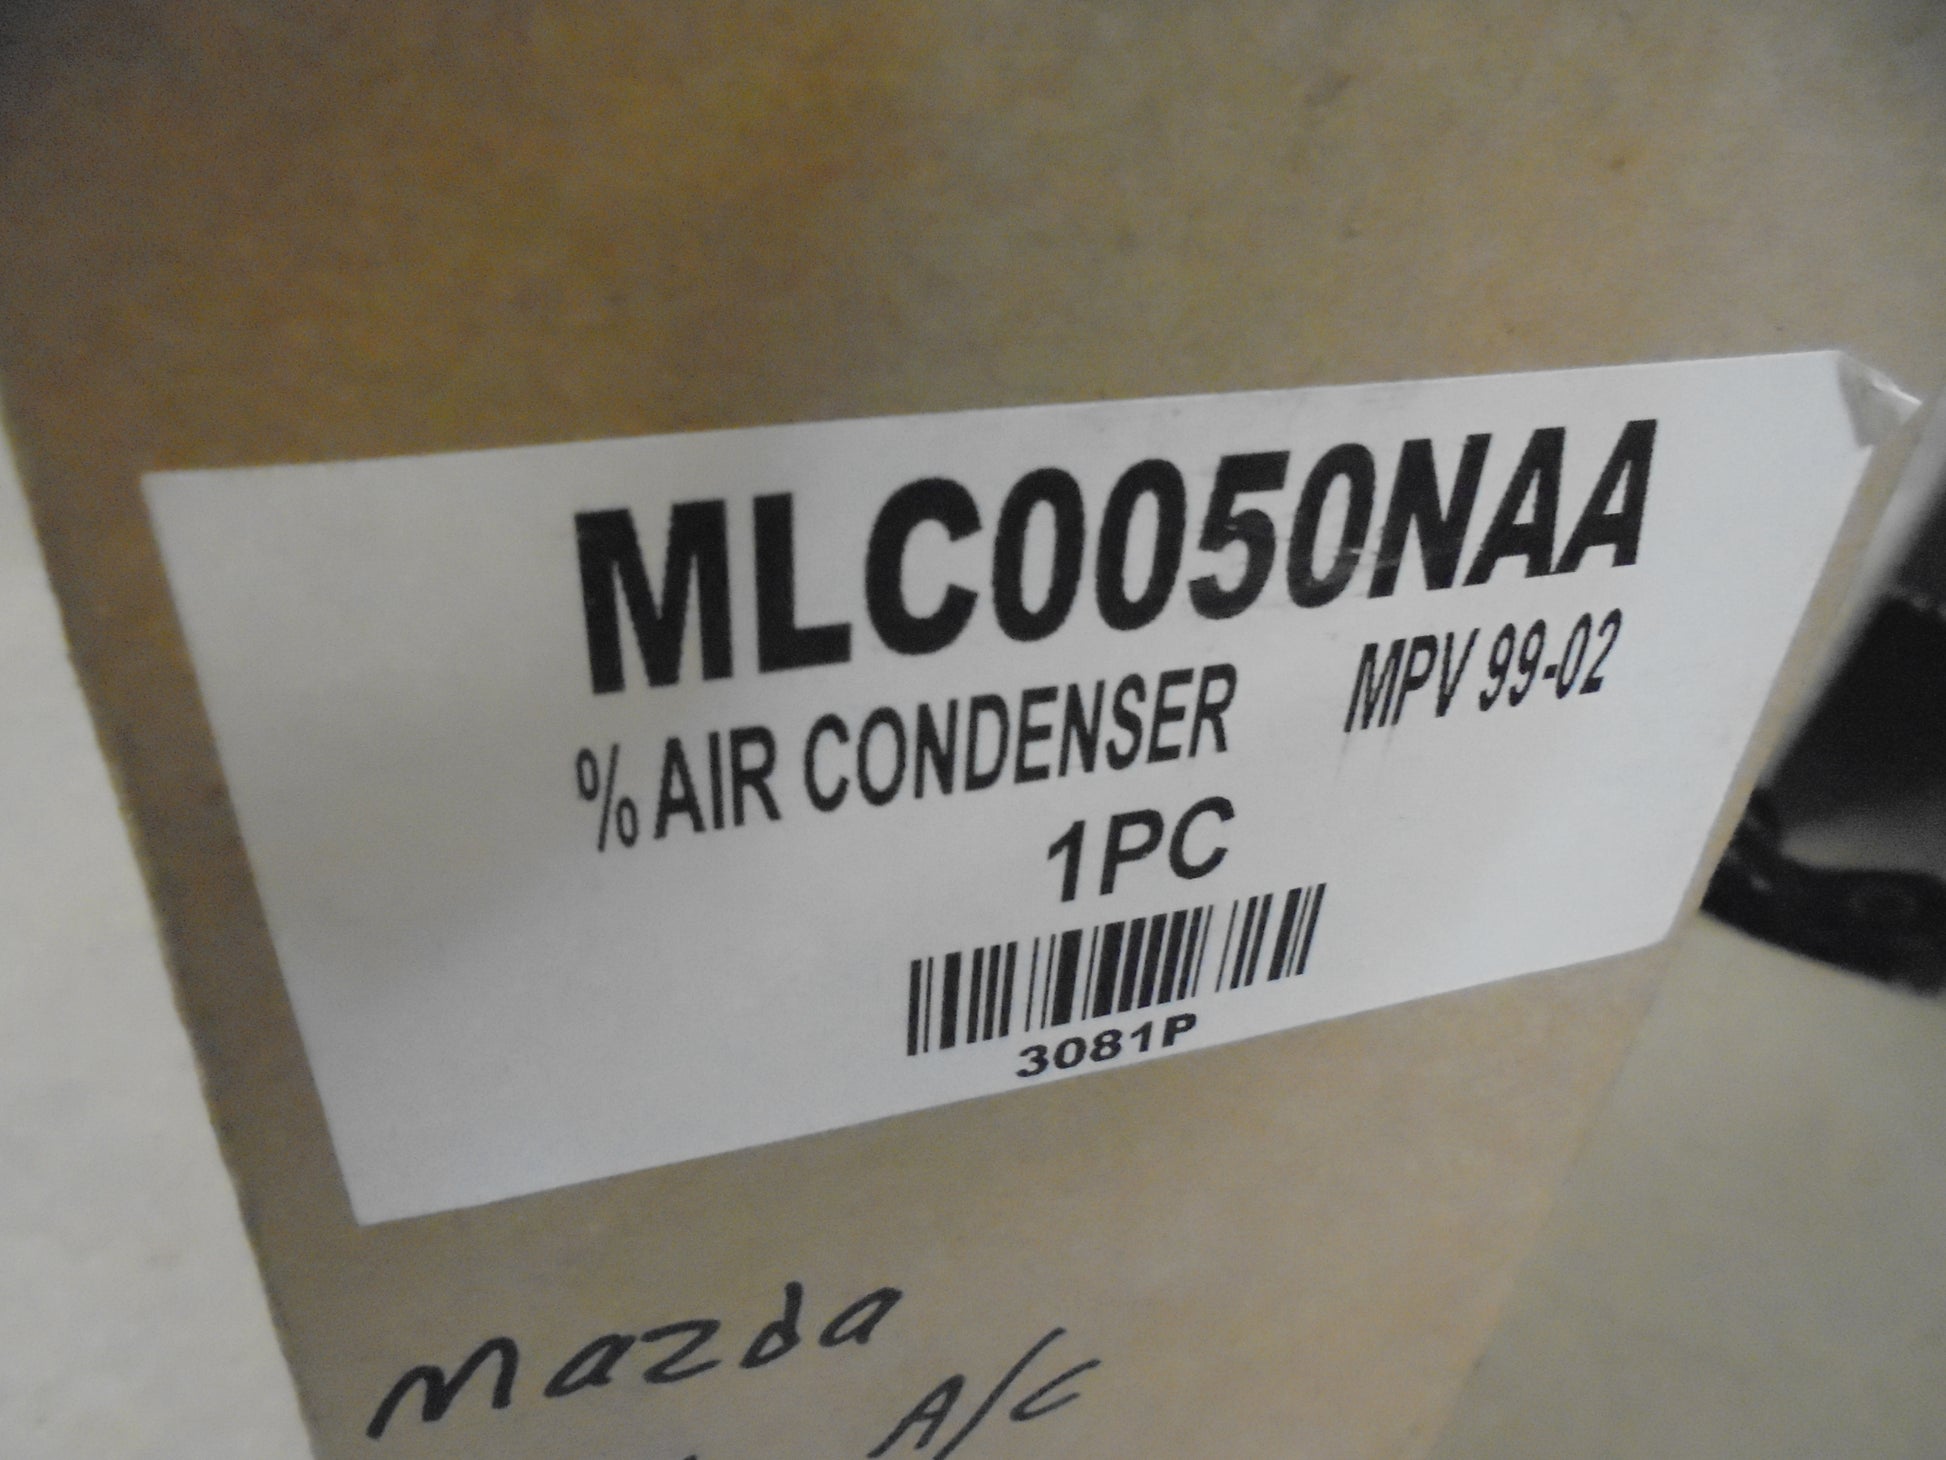 MLC0050NAA
% AIR CONDENSER MPV 99-02
1PC
3081P
Mazda
A/C